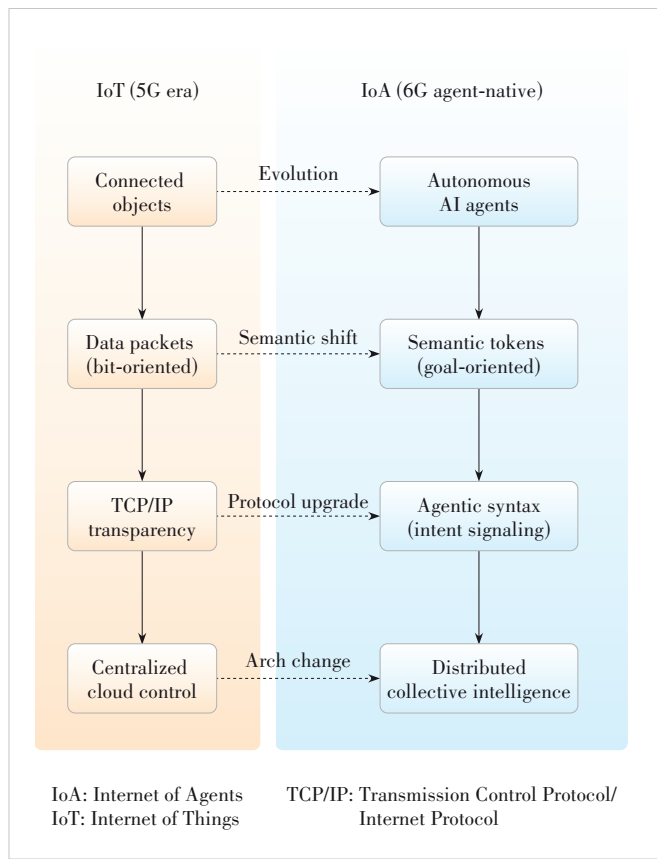 IoT (5G era)
IoA (6G agent-native)
Connected
objects
Evolution
Autonomous
AI agents
Data packets
(bit-oriented)
Semantic shift
Semantic tokens
(goal-oriented)
TCP/IP
transparency
Protocol upgrade
Agentic syntax
(intent signaling)
Centralized
cloud control
Arch change
Distributed
collective intelligence
IoA: Internet of Agents
IoT: Internet of Things
TCP/IP: Transmission Control Protocol/
Internet Protocol